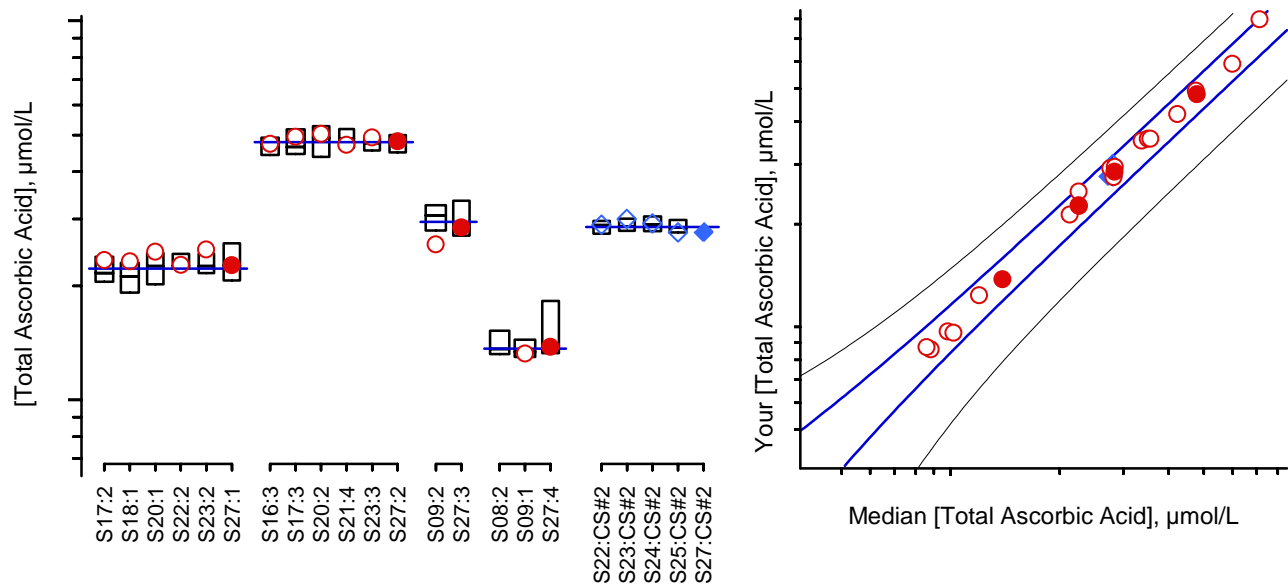 [Total Ascorbic Acid], µmol/L
S17:2
S18:1
S20:1
S22:2
S23:2
S27:1
S16:3
S17:3
S20:2
S21:4
S23:3
S27:2
S09:2
S27:3
S08:2
S09:1
S27:4
S22:CS#2
S23:CS#2
S24:CS#2
S25:CS#2
S27:CS#2
Your [Total Ascorbic Acid], µmol/L
Median [Total Ascorbic Acid], µmol/L